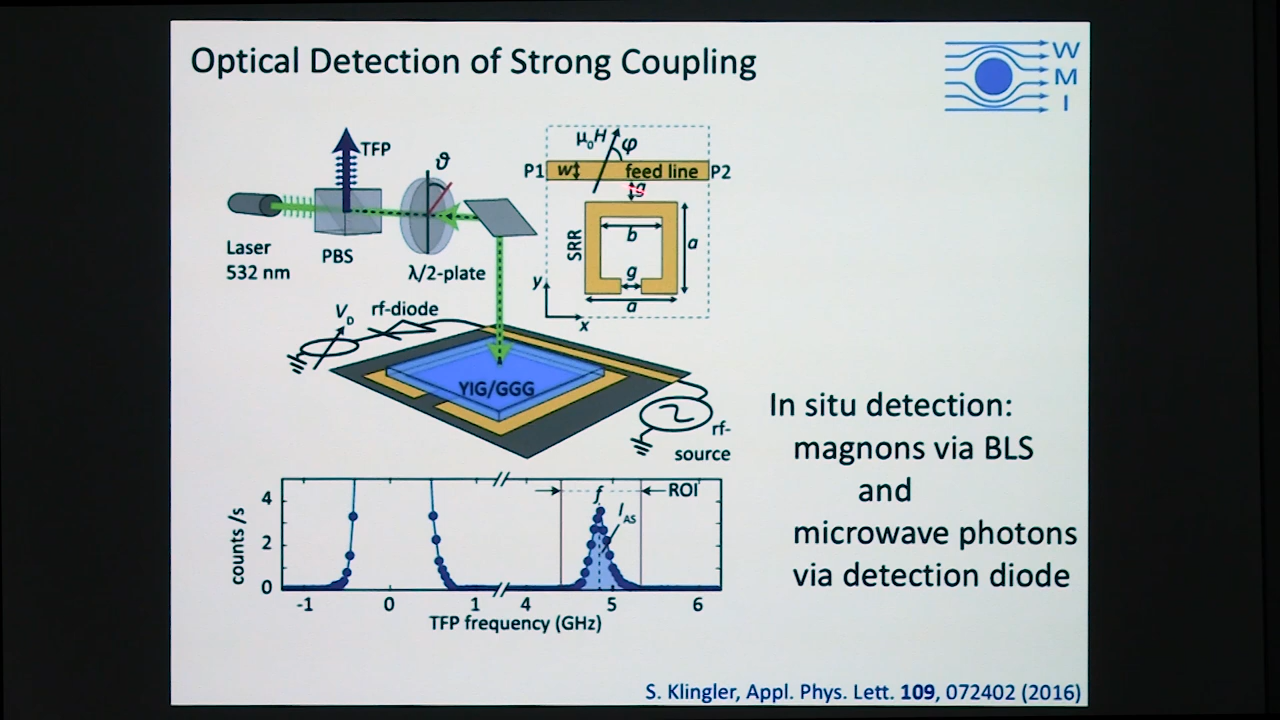 Optical Detection of Strong Coupling
W
M
I
TFP
ϑ
Laser
532 nm
PBS
λ/2-plate
μ₀H
φ
P1
w
feed line
P2
g
SRR
b
a
g
a
y
x
V_D
rf-diode
YIG/GGG
rf-
source
In situ detection:
magnons via BLS
and
microwave photons
via detection diode
counts /s
4
2
0
f
I_AS
ROI
-1
0
1
4
5
6
TFP frequency (GHz)
S. Klingler, Appl. Phys. Lett. 109, 072402 (2016)